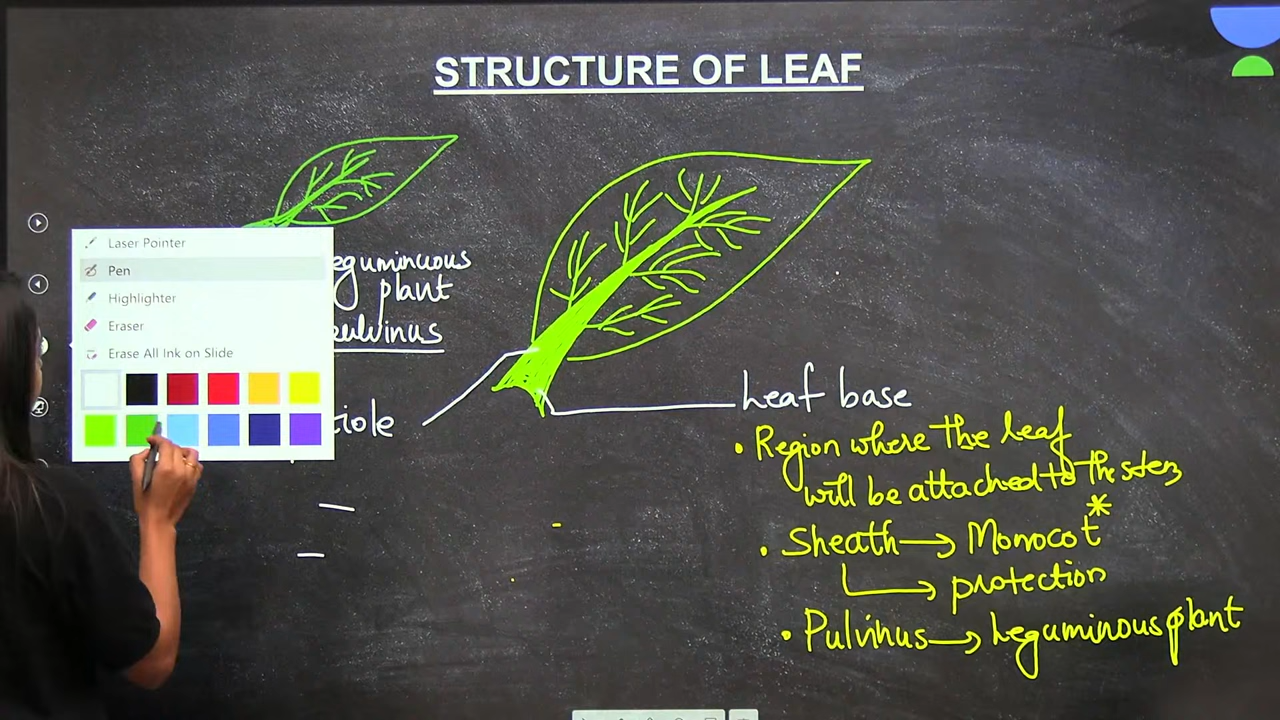 STRUCTURE OF LEAF
Laser Pointer
Pen
Highlighter
Eraser
Erase All Ink on Slide
eguminuous
plant
ulvinus
iole
Leaf base
• Region where the leaf
will be attached to the stem
• Sheath → Monocot*
→ protection
• Pulvinus → Leguminous plant